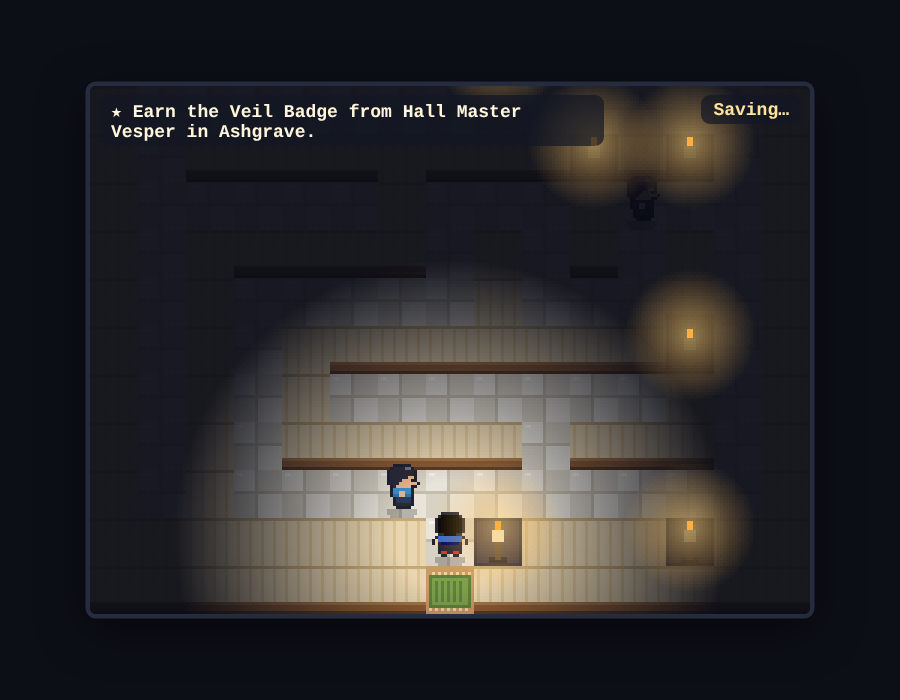 ★ Earn the Veil Badge from Hall Master
Vesper in Ashgrave.
Saving…